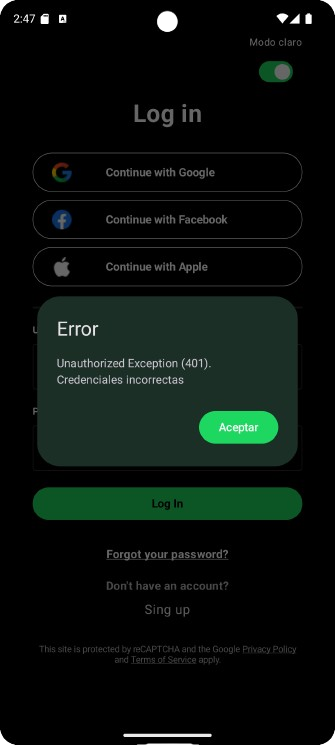 2:47
Modo claro
Log in
Continue with Google
Continue with Facebook
Continue with Apple
Error
Unauthorized Exception (401).
Credenciales incorrectas
Aceptar
Log In
Forgot your password?
Don't have an account?
Sing up
This site is protected by reCAPTCHA and the Google Privacy Policy
and Terms of Service apply.